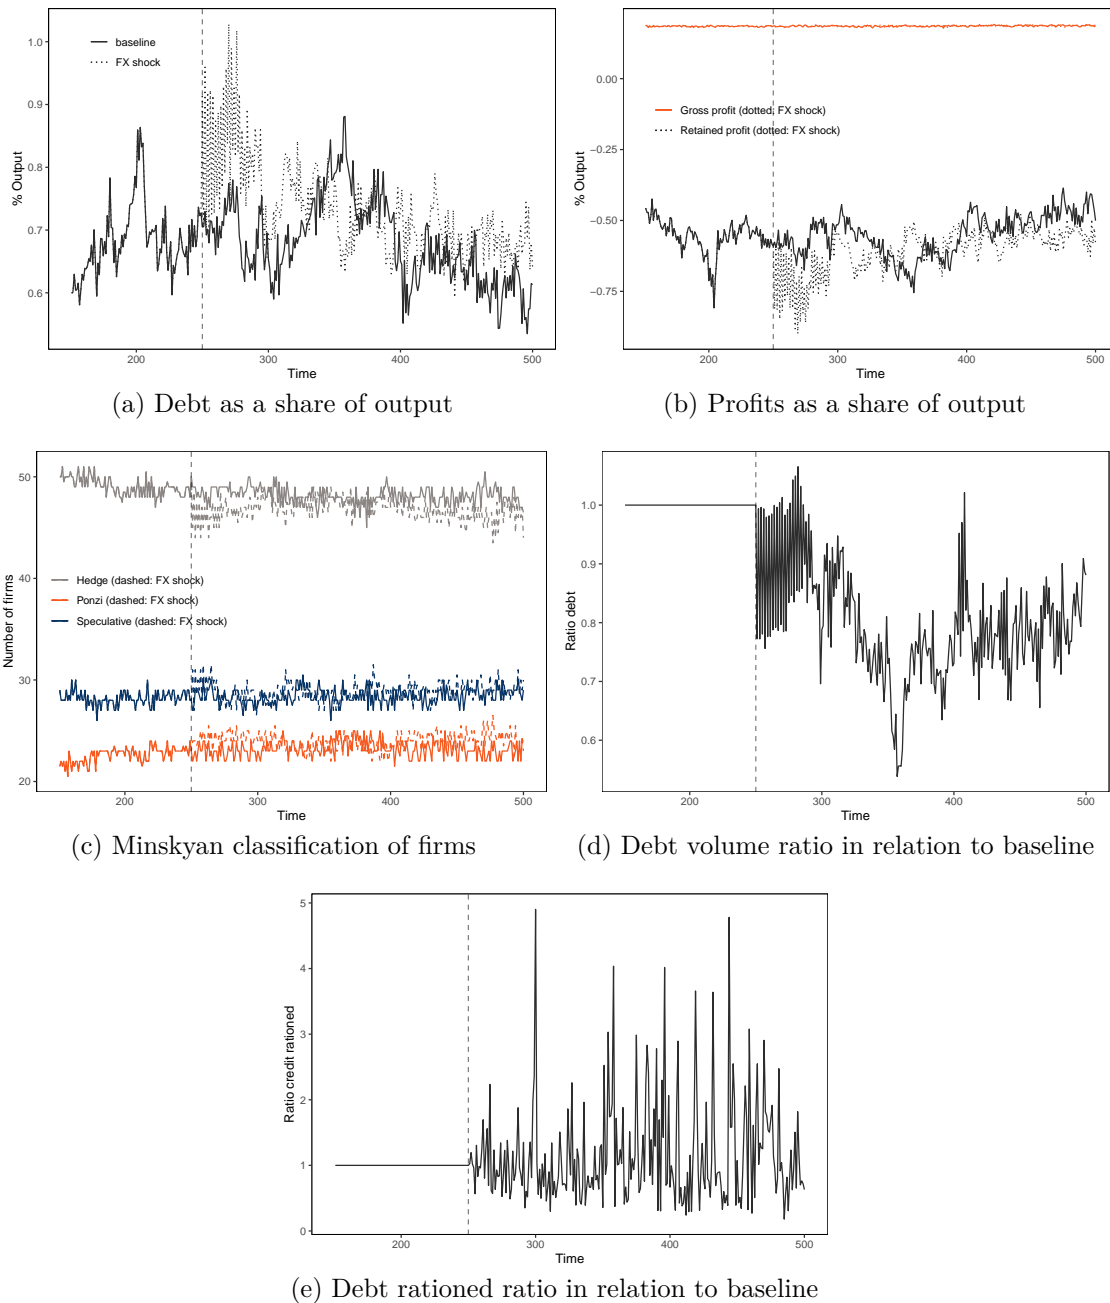 1.0
0.9
0.8
0.7
0.6
% Output
baseline
FX shock
200
300
400
500
Time
(a) Debt as a share of output
0.00
−0.25
−0.50
−0.75
% Output
Gross profit (dotted: FX shock)
Retained profit (dotted: FX shock)
200
300
400
500
Time
(b) Profits as a share of output
50
40
30
20
Number of firms
Hedge (dashed: FX shock)
Ponzi (dashed: FX shock)
Speculative (dashed: FX shock)
200
300
400
500
Time
(c) Minskyan classification of firms
1.0
0.9
0.8
0.7
0.6
Ratio debt
200
300
400
500
Time
(d) Debt volume ratio in relation to baseline
5
4
3
2
1
0
Ratio credit rationed
200
300
400
500
Time
(e) Debt rationed ratio in relation to baseline